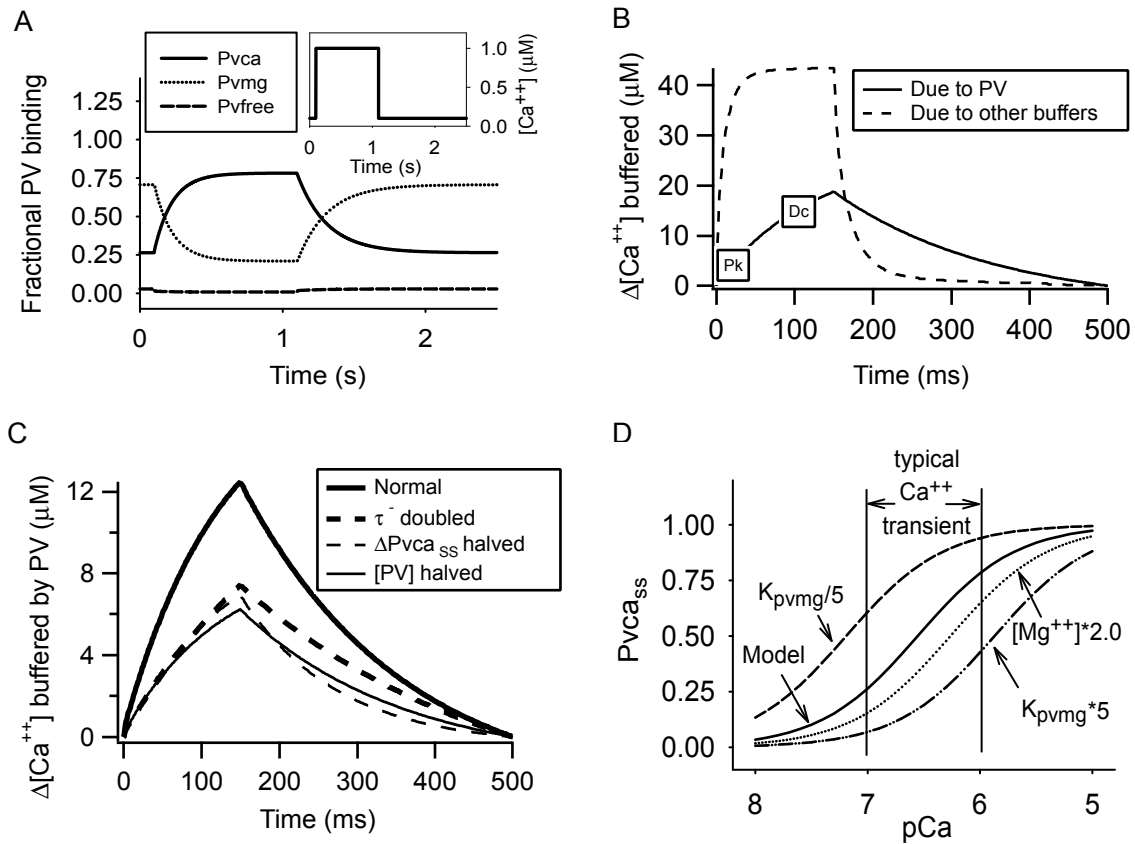 A
Pvca
Pvmg
Pvfree
1.0
0.5
0.0
[Ca++] (µM)
0
1
2
Time (s)
Fractional PV binding
1.25
1.00
0.75
0.50
0.25
0.00
0
1
2
Time (s)
B
Δ[Ca++] buffered (µM)
40
30
20
10
0
Due to PV
Due to other buffers
Pk
Dc
0
100
200
300
400
500
Time (ms)
C
Δ[Ca++] buffered by PV (µM)
12
8
4
0
Normal
τ- doubled
ΔPvca SS halved
[PV] halved
0
100
200
300
400
500
Time (ms)
D
typical
Ca++
transient
Pvcass
1.00
0.75
0.50
0.25
0.00
Kpvmg/5
Model
[Mg++]*2.0
Kpvmg*5
8
7
6
5
pCa